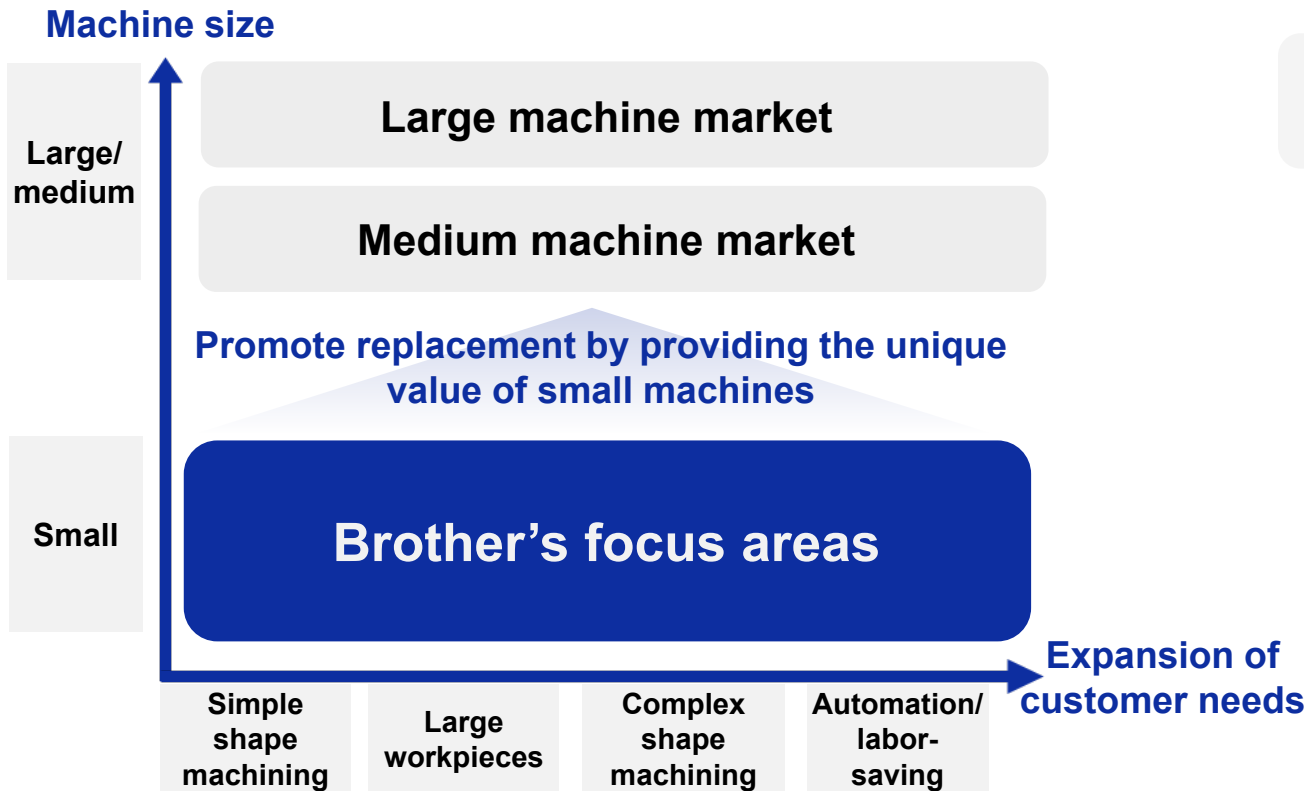 Machine size
Large machine market
Large/
medium
Medium machine market
Promote replacement by providing the unique
value of small machines
Small
Brother’s focus areas
Expansion of
customer needs
Simple
shape
machining
Large
workpieces
Complex
shape
machining
Automation/
labor-
saving